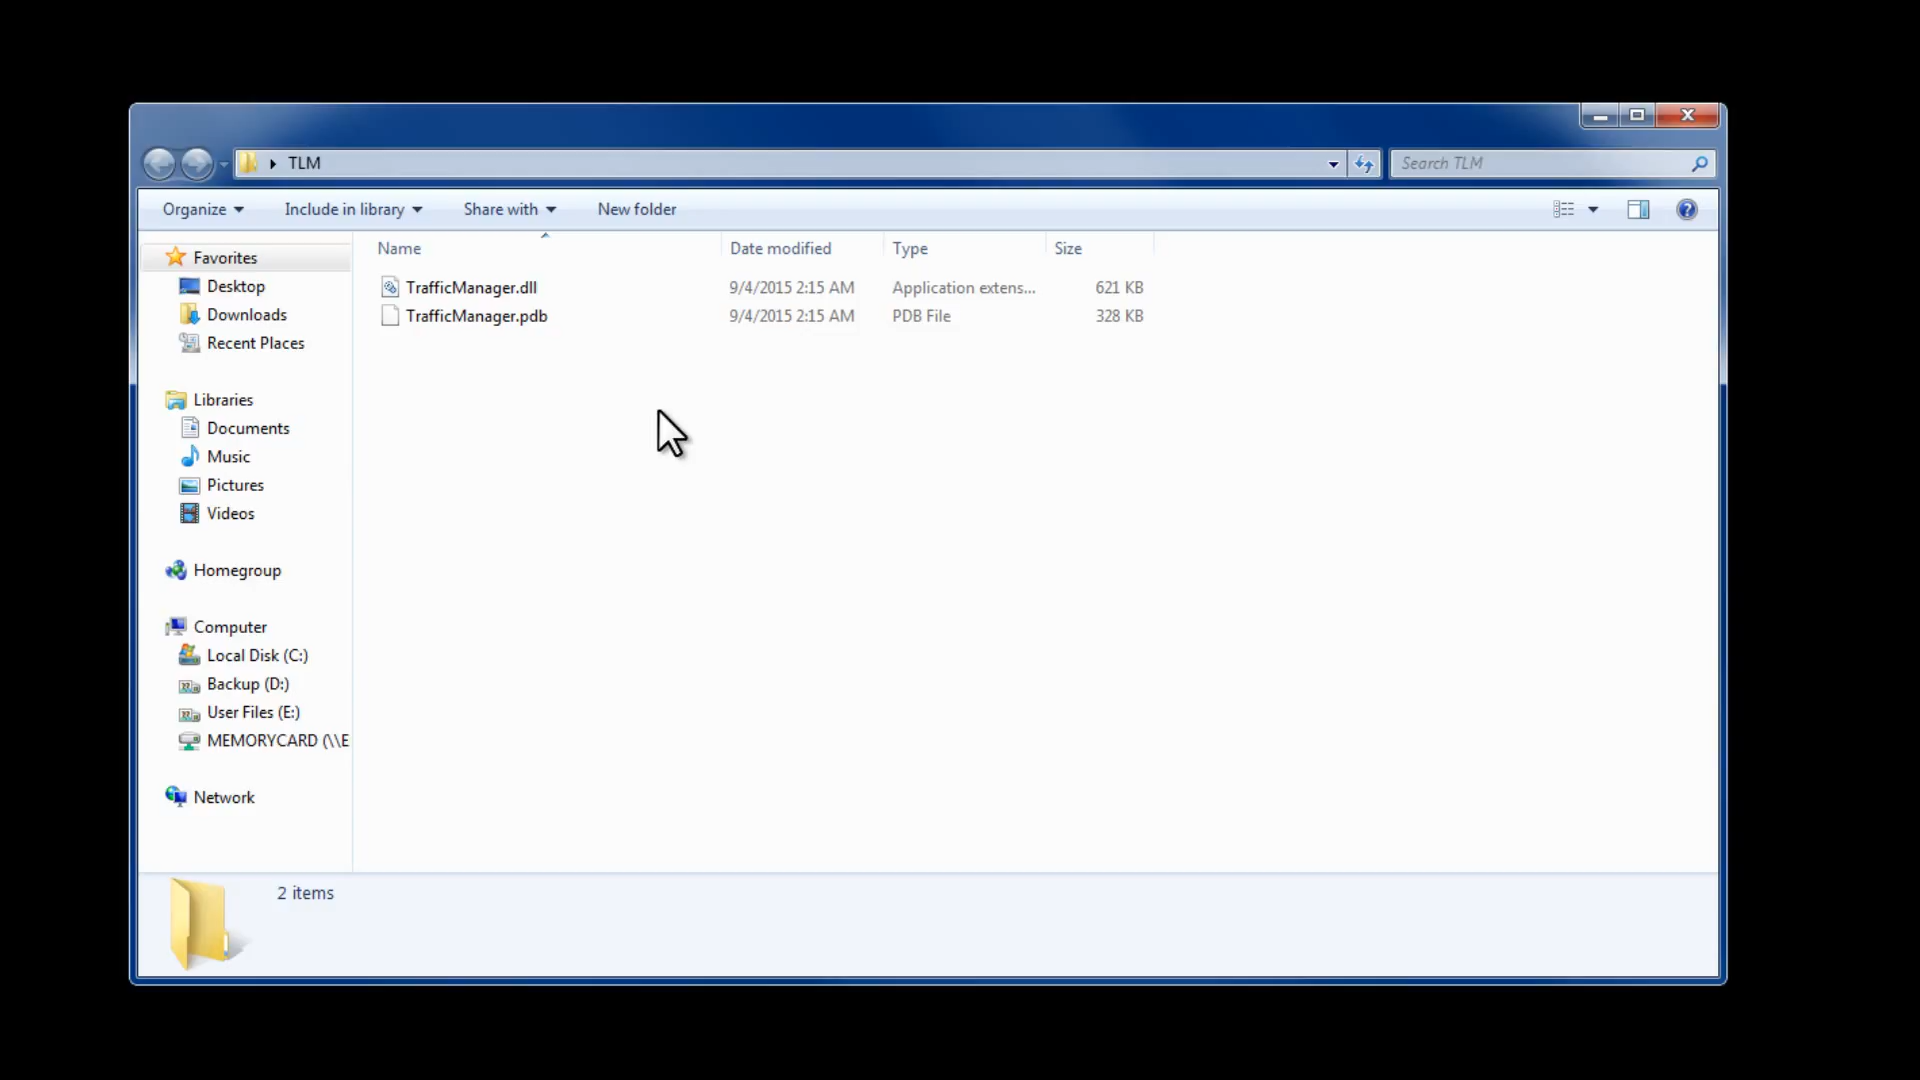 TLM
Search TLM
Organize
Include in library
Share with
New folder
Name
Date modified
Type
Size
TrafficManager.dll
9/4/2015 2:15 AM
Application extens...
621 KB
TrafficManager.pdb
9/4/2015 2:15 AM
PDB File
328 KB
Favorites
Desktop
Downloads
Recent Places
Libraries
Documents
Music
Pictures
Videos
Homegroup
Computer
Local Disk (C:)
Backup (D:)
User Files (E:)
MEMORYCARD (\\E
Network
2 items